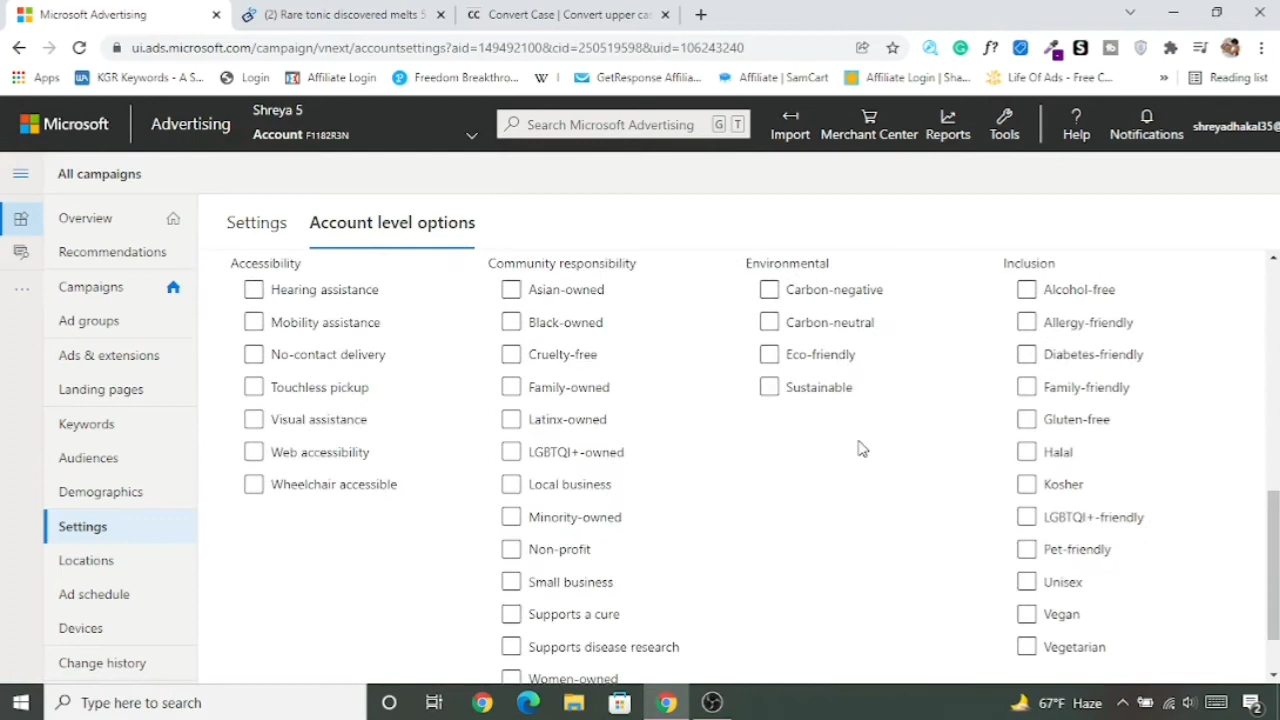 Microsoft Advertising
(2) Rare tonic discovered melts 5
CC Convert Case | Convert upper cas
ui.ads.microsoft.com/campaign/vnext/accountsettings?aid=149492100&cid=250519598&uid=106243240
Apps
KGR Keywords - A S...
Login
Affiliate Login
Freedom Breakthro...
W
GetResponse Affilia...
Affiliate | SamCart
Affiliate Login | Sha...
Life Of Ads - Free C...
»
Reading list
Microsoft
Advertising
Shreya 5
Account F1182R3N
Search Microsoft Advertising
G T
Import
Merchant Center
Reports
Tools
Help
Notifications
shreyadhakal35@
All campaigns
Overview
Recommendations
Campaigns
Ad groups
Ads & extensions
Landing pages
Keywords
Audiences
Demographics
Settings
Locations
Ad schedule
Devices
Change history
Settings
Account level options
Accessibility
Hearing assistance
Mobility assistance
No-contact delivery
Touchless pickup
Visual assistance
Web accessibility
Wheelchair accessible
Community responsibility
Asian-owned
Black-owned
Cruelty-free
Family-owned
Latinx-owned
LGBTQI+-owned
Local business
Minority-owned
Non-profit
Small business
Supports a cure
Supports disease research
Women-owned
Environmental
Carbon-negative
Carbon-neutral
Eco-friendly
Sustainable
Inclusion
Alcohol-free
Allergy-friendly
Diabetes-friendly
Family-friendly
Gluten-free
Halal
Kosher
LGBTQI+-friendly
Pet-friendly
Unisex
Vegan
Vegetarian
Type here to search
67°F Haze
2